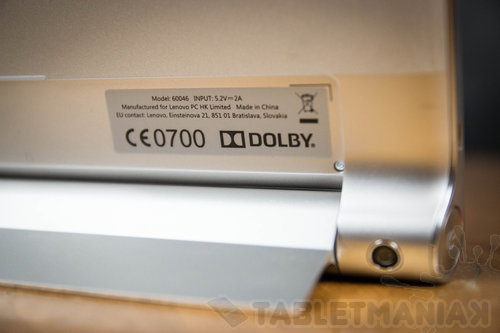 Model: 60046 INPUT: 5.2V⎓2A
Manufactured for Lenovo PC HK Limited Made in China
EU contact: Lenovo, Einsteinova 21, 851 01 Bratislava, Slovakia
CE0700 DOLBY®
TABLETMANIAK